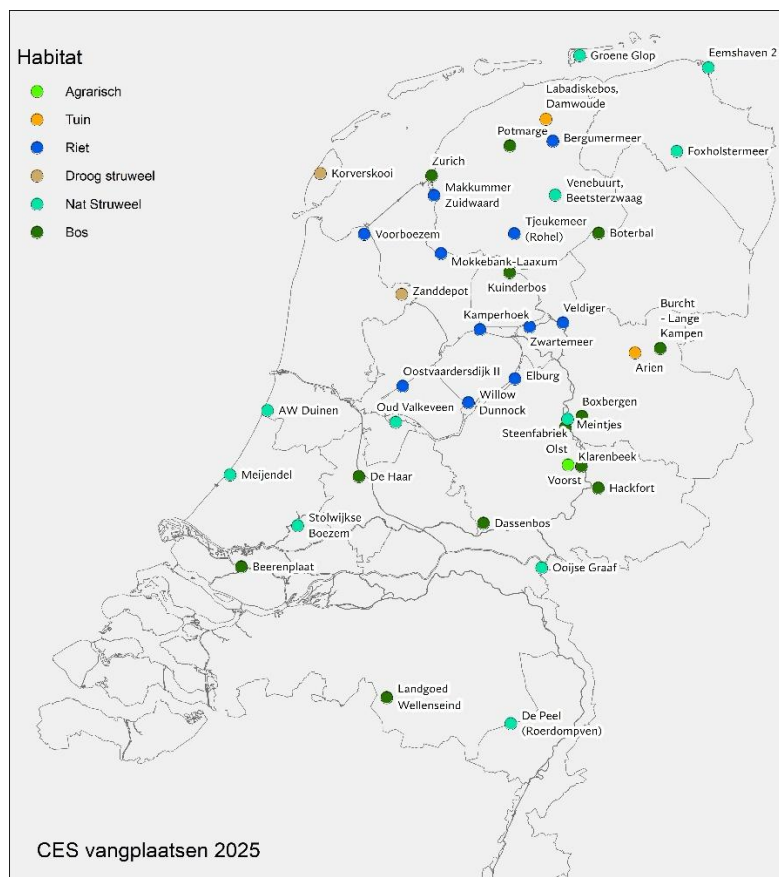 Habitat
Agrarisch
Tuin
Riet
Droog struweel
Nat Struweel
Bos
Groene Glop
Eemshaven 2
Labadiskebos,
Damwoude
Potmarge
Bergumermeer
Foxholstermeer
Korverskooi
Zurich
Makkummer
Zuidwaard
Venebuurt,
Beetsterzwaag
Voorboezem
Tjeukemeer
(Rohel)
Boterbal
Mokkebank-Laaxum
Kuinderbos
Zanddepot
Kamperhoek
Veldiger
Zwartemeer
Burcht
- Lange
Kampen
Arien
Oostvaardersdijk II
Elburg
Willow
Dunnock
AW Duinen
Oud Valkeveen
Boxbergen
Meintjes
Steenfabriek
Olst
Klarenbeek
Voorst
Meijendel
De Haar
Hackfort
Stolwijkse
Boezem
Dassenbos
Beerenplaat
Ooijse Graaf
Landgoed
Wellenseind
De Peel
(Roerdompven)
CES vangplaatsen 2025